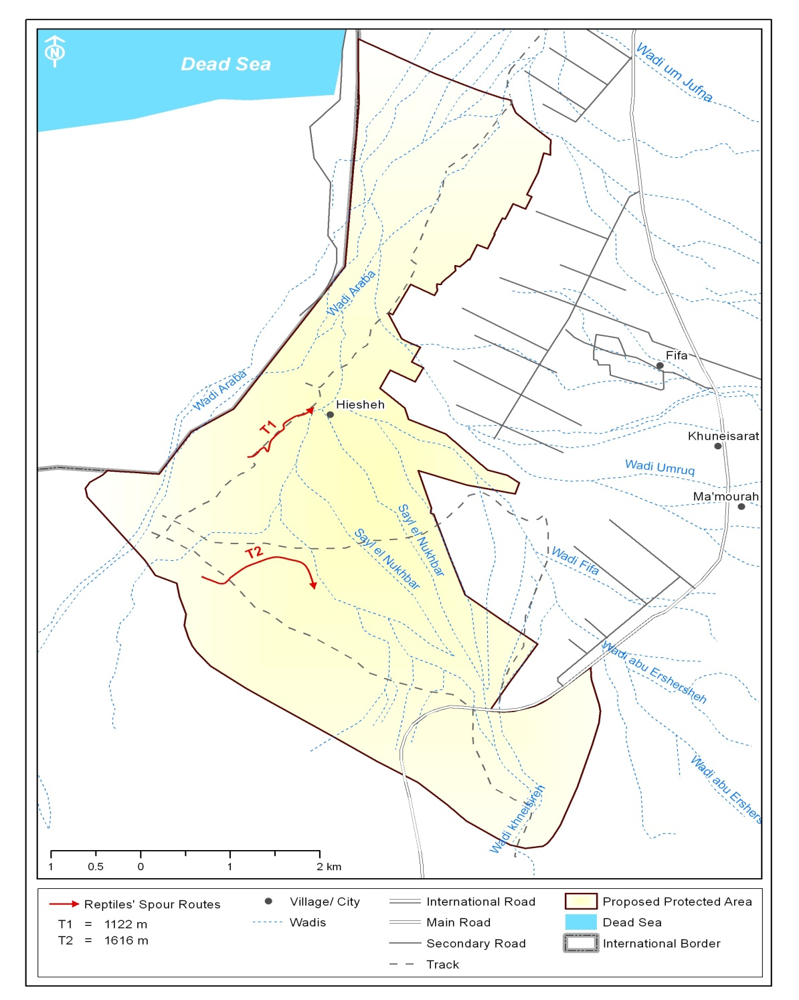 N
Dead Sea
Wadi um Jufna
Wadi Araba
Wadi Araba
Fifa
Hiesheh
T1
Khuneisarat
Wadi Umruq
Ma'mourah
Sayl el Nukhbar
Sayl el Nukhbar
T2
Wadi Fifa
Wadi abu Ershersheh
Wadi abu Ershers
Wadi khneisireh
1 0.5 0 1 2 km
Reptiles' Spour Routes
T1 = 1122 m
T2 = 1616 m
Village/ City
Wadis
International Road
Main Road
Secondary Road
Track
Proposed Protected Area
Dead Sea
International Border